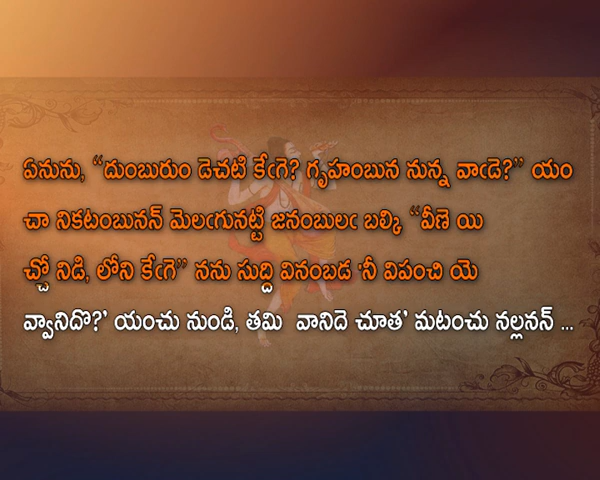 ఏనును, “దుంబురుం డెచటి కేఁగె? గృహంబున నున్న వాఁడె?” యం
చా నికటంబునన్ మెలఁగునట్టి జనంబులఁ బల్కి “వీణె యి
చ్చో నిడి, లోని కేఁగె” నను సుద్ది వినంబడ 'నీ విపంచి యె
వ్వానిదొ?' యంచు నుండి, తమి వానిదె చూత' మటంచు నల్లనన్ ...